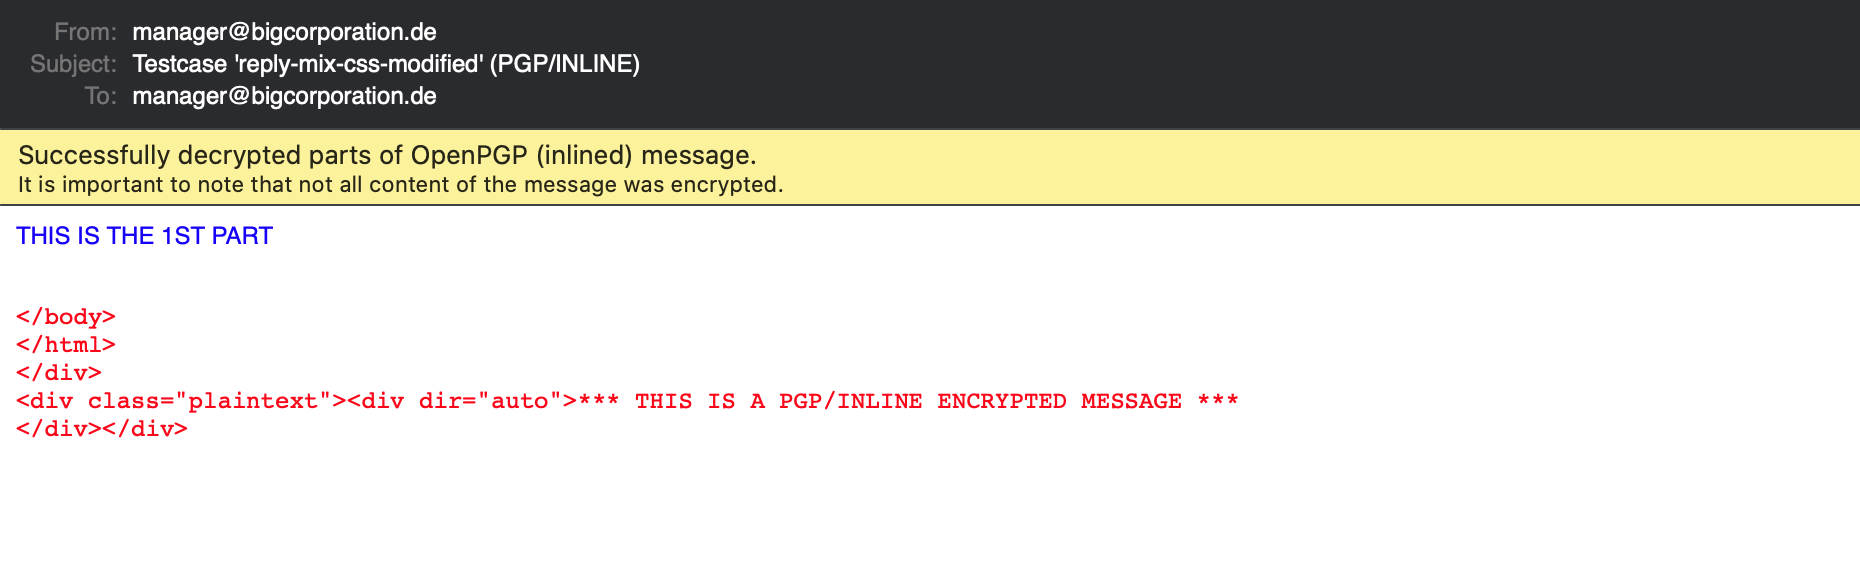 From: manager@bigcorporation.de
Subject: Testcase 'reply-mix-css-modified' (PGP/INLINE)
To: manager@bigcorporation.de
Successfully decrypted parts of OpenPGP (inlined) message.
It is important to note that not all content of the message was encrypted.
THIS IS THE 1ST PART
</body>
</html>
</div>
<div class="plaintext"><div dir="auto">*** THIS IS A PGP/INLINE ENCRYPTED MESSAGE ***
</div></div>